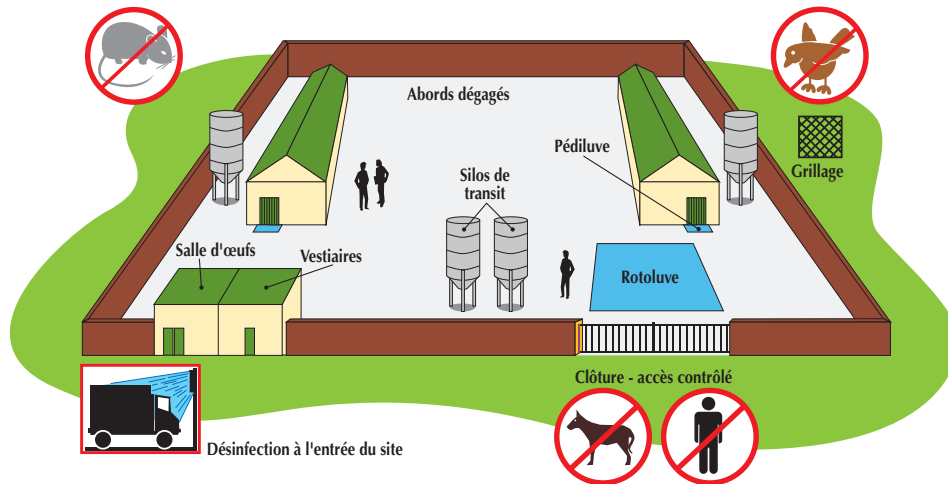 Abords dégagés
Pédiluve
Grillage
Silos de
transit
Salle d'œufs
Vestiaires
Rotoluve
Clôture - accès contrôlé
Désinfection à l'entrée du site